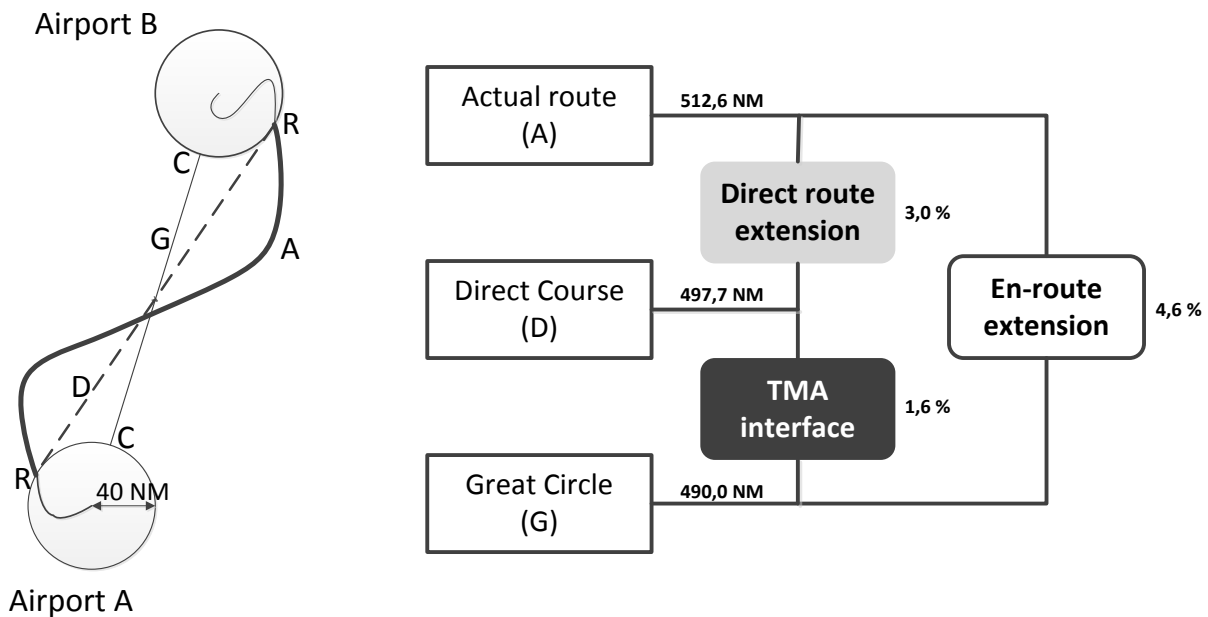 Airport B
R
C
G
A
D
C
R
40 NM
Airport A
Actual route
(A)
512,6 NM
Direct route
extension
3,0 %
Direct Course
(D)
497,7 NM
En-route
extension
4,6 %
TMA
interface
1,6 %
Great Circle
(G)
490,0 NM